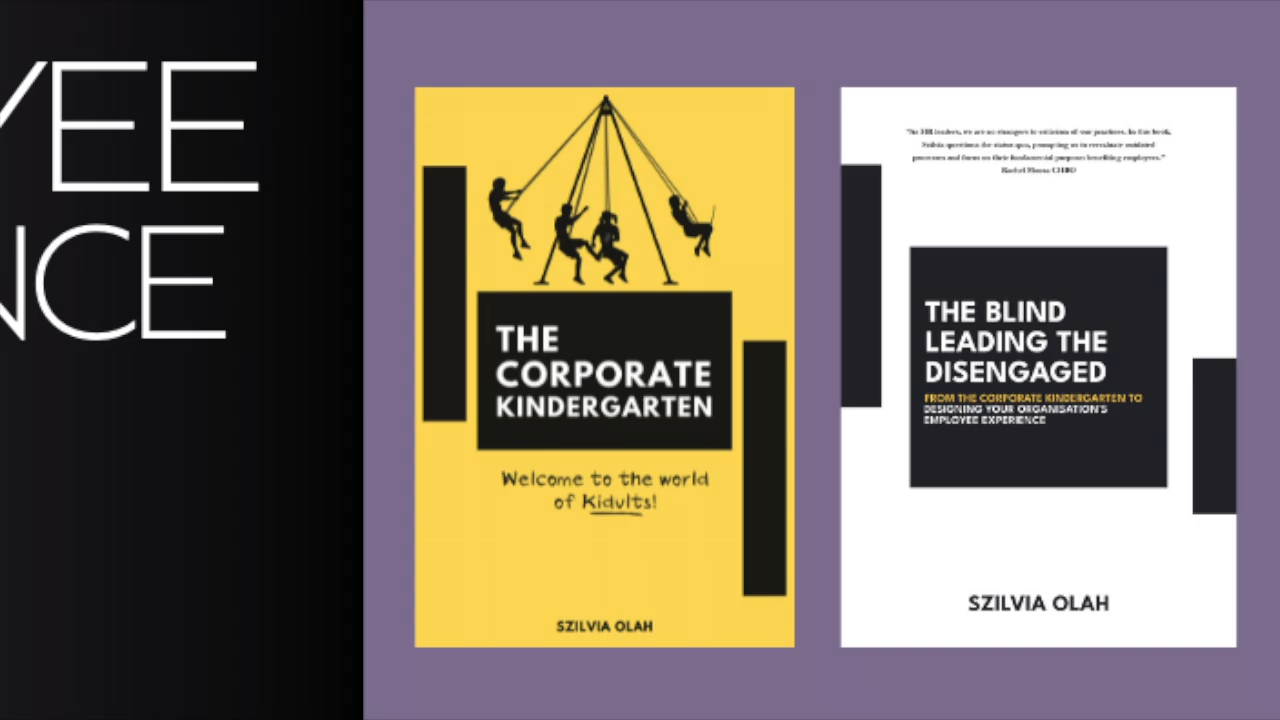 YEE
NCE
THE
CORPORATE
KINDERGARTEN
Welcome to the world
of Kidults!
SZILVIA OLAH
"As HR leaders, we are no strangers to criticism of our practices. In this book,
Szilvia questions the status quo, prompting us to reevaluate outdated
processes and focus on their fundamental purpose: benefiting employees."
Rachel CHRO
THE BLIND
LEADING THE
DISENGAGED
FROM THE CORPORATE KINDERGARTEN TO
DESIGNING YOUR ORGANISATION'S
EMPLOYEE EXPERIENCE
SZILVIA OLAH